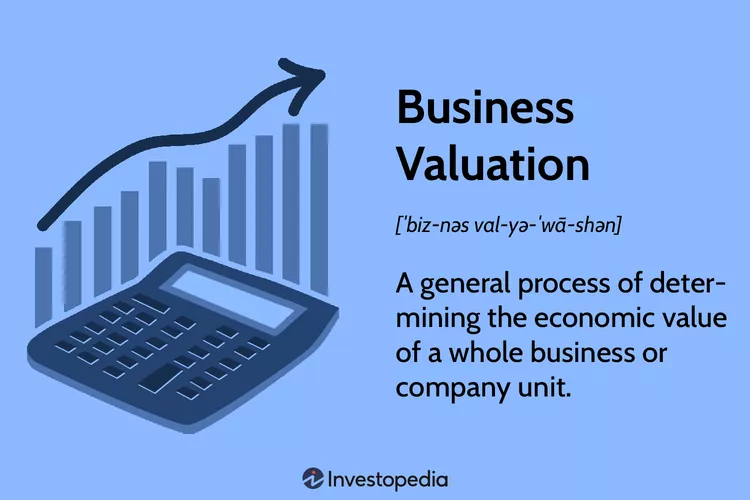 Business
Valuation
[ˈbiz-nəs val-yə-ˈwā-shən]
A general process of deter-
mining the economic value
of a whole business or
company unit.
Investopedia